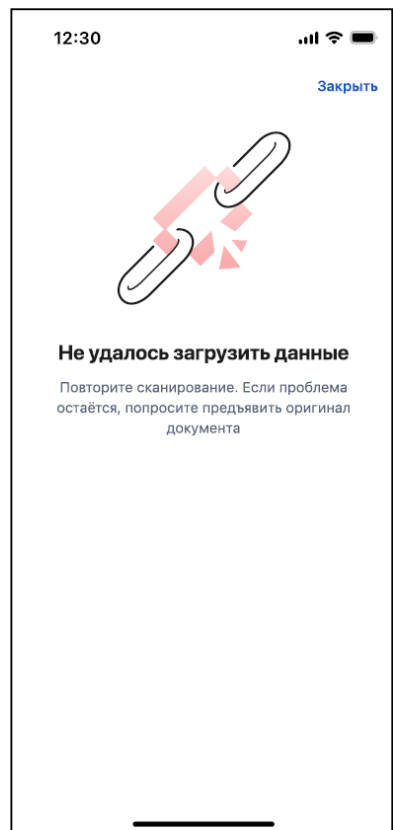 12:30
Закрыть
Не удалось загрузить данные
Повторите сканирование. Если проблема
остаётся, попросите предъявить оригинал
документа